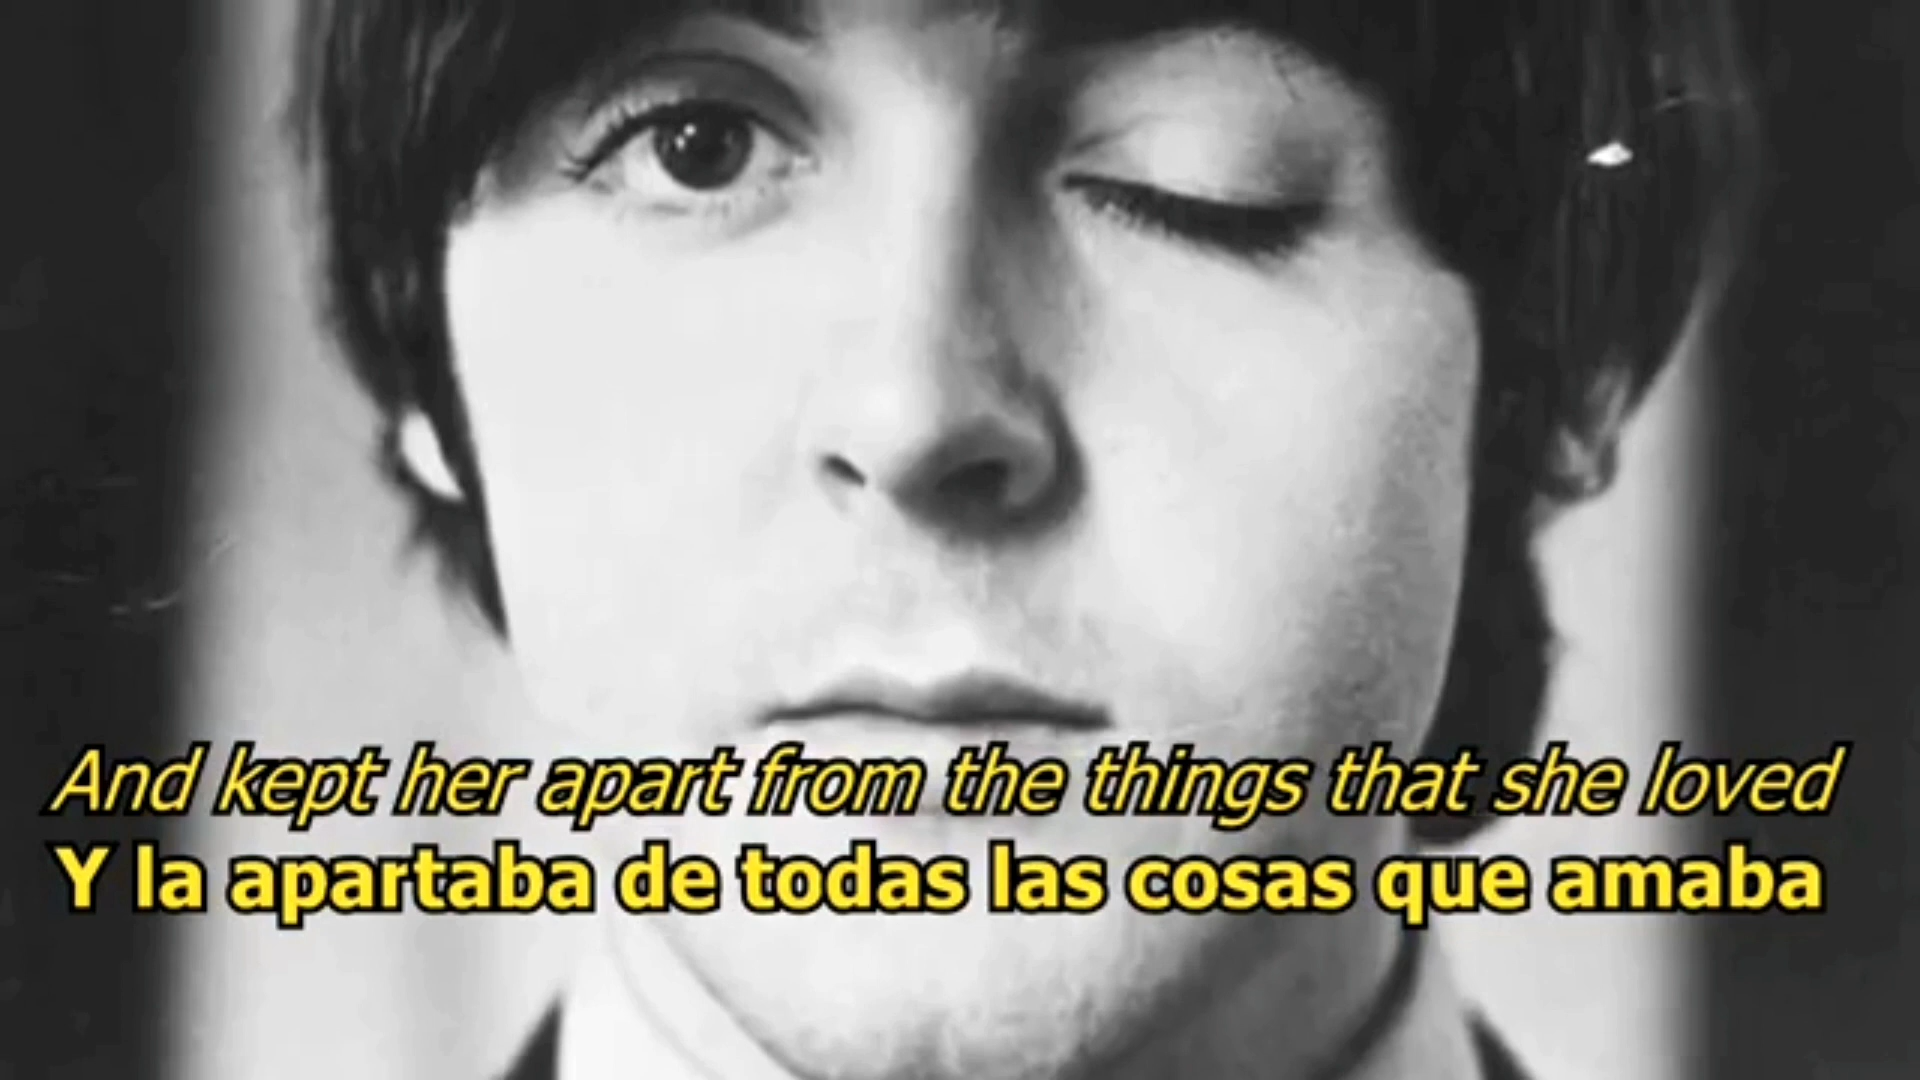 And kept her apart from the things that she loved
Y la apartaba de todas las cosas que amaba